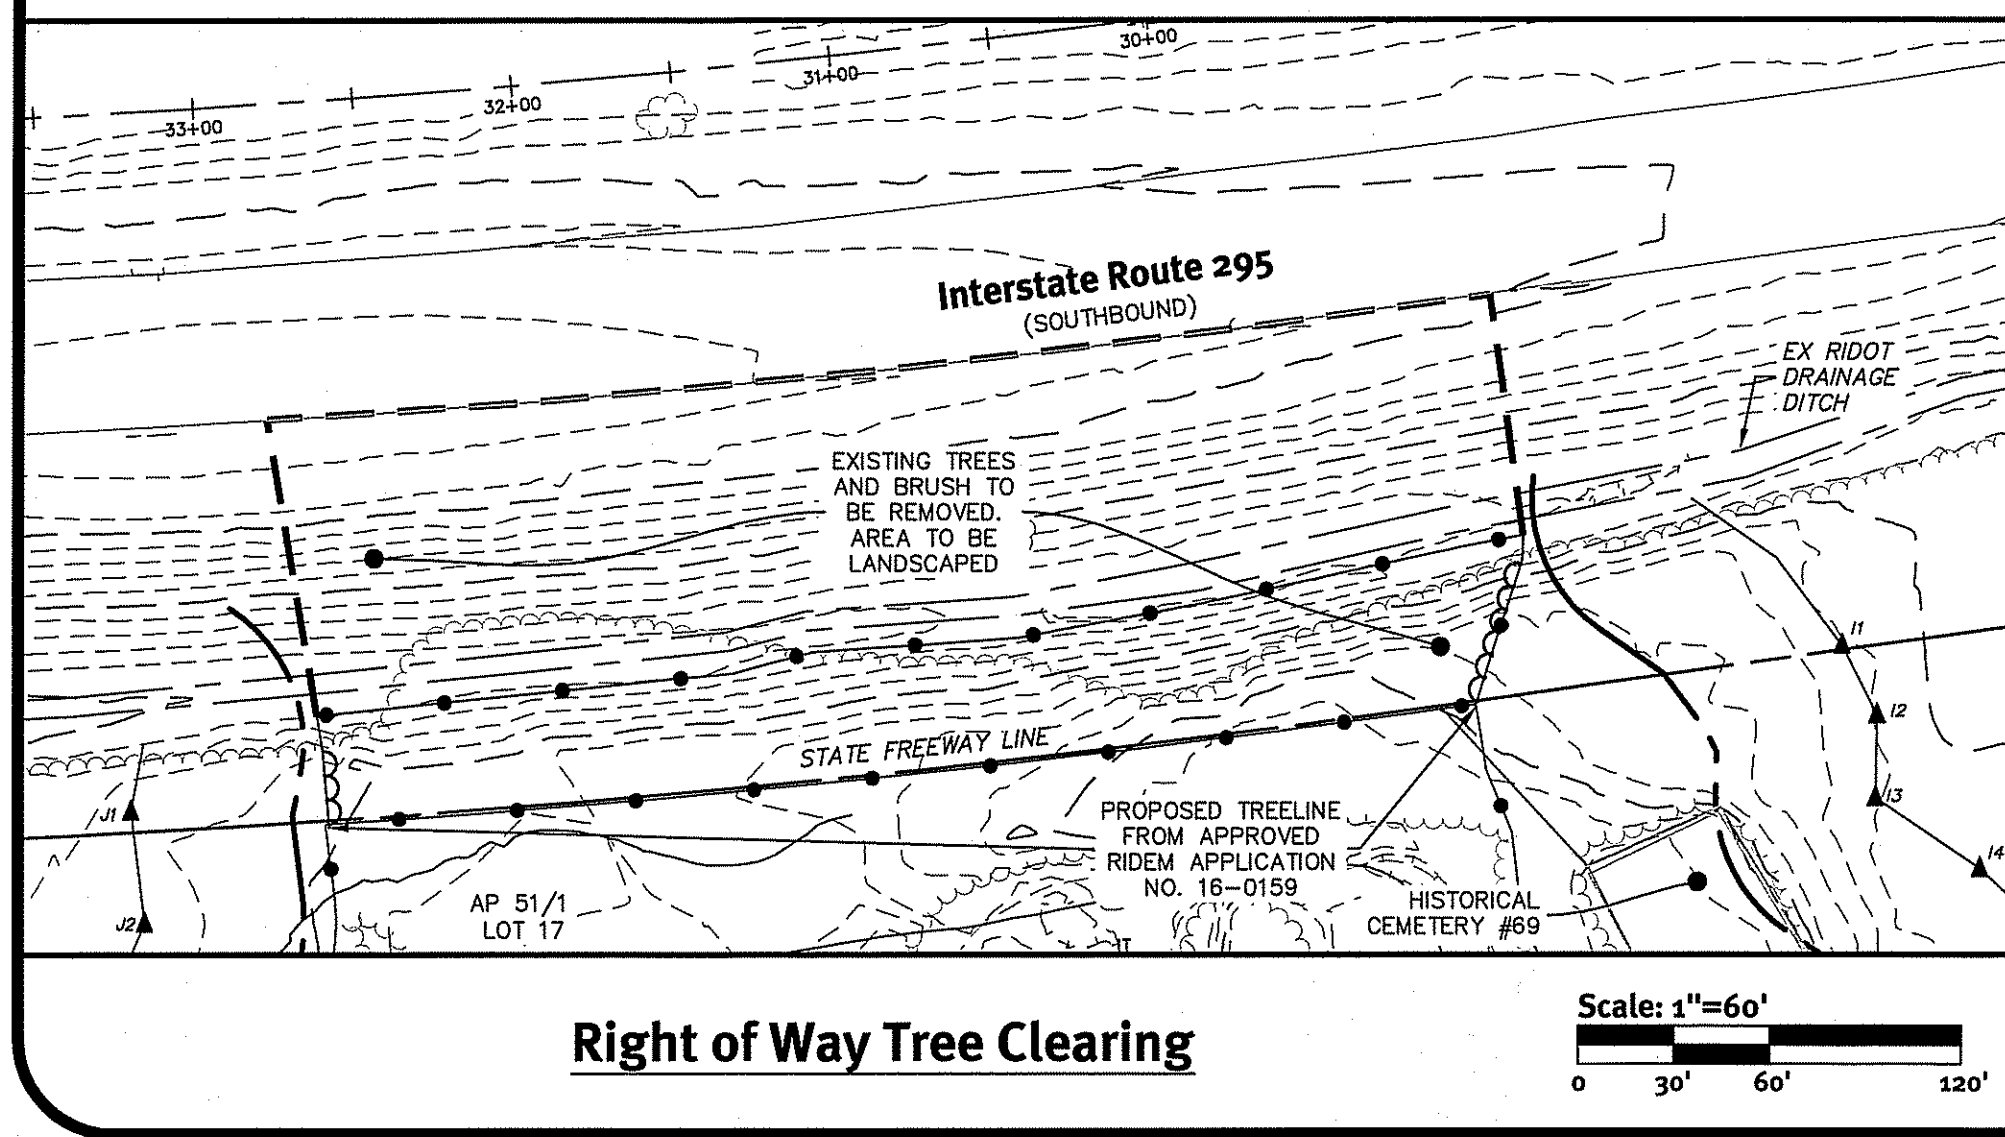 30+00
31+00
32+00
33+00
Interstate Route 295
(SOUTHBOUND)
EX RIDOT
DRAINAGE
DITCH
EXISTING TREES
AND BRUSH TO
BE REMOVED.
AREA TO BE
LANDSCAPED
I1
I2
I3
I4
STATE FREEWAY LINE
J1
J2
PROPOSED TREELINE
FROM APPROVED
RIDEM APPLICATION
NO. 16-0159
AP 51/1
LOT 17
HISTORICAL
CEMETERY #69
Right of Way Tree Clearing
Scale: 1"=60'
0 30' 60' 120'